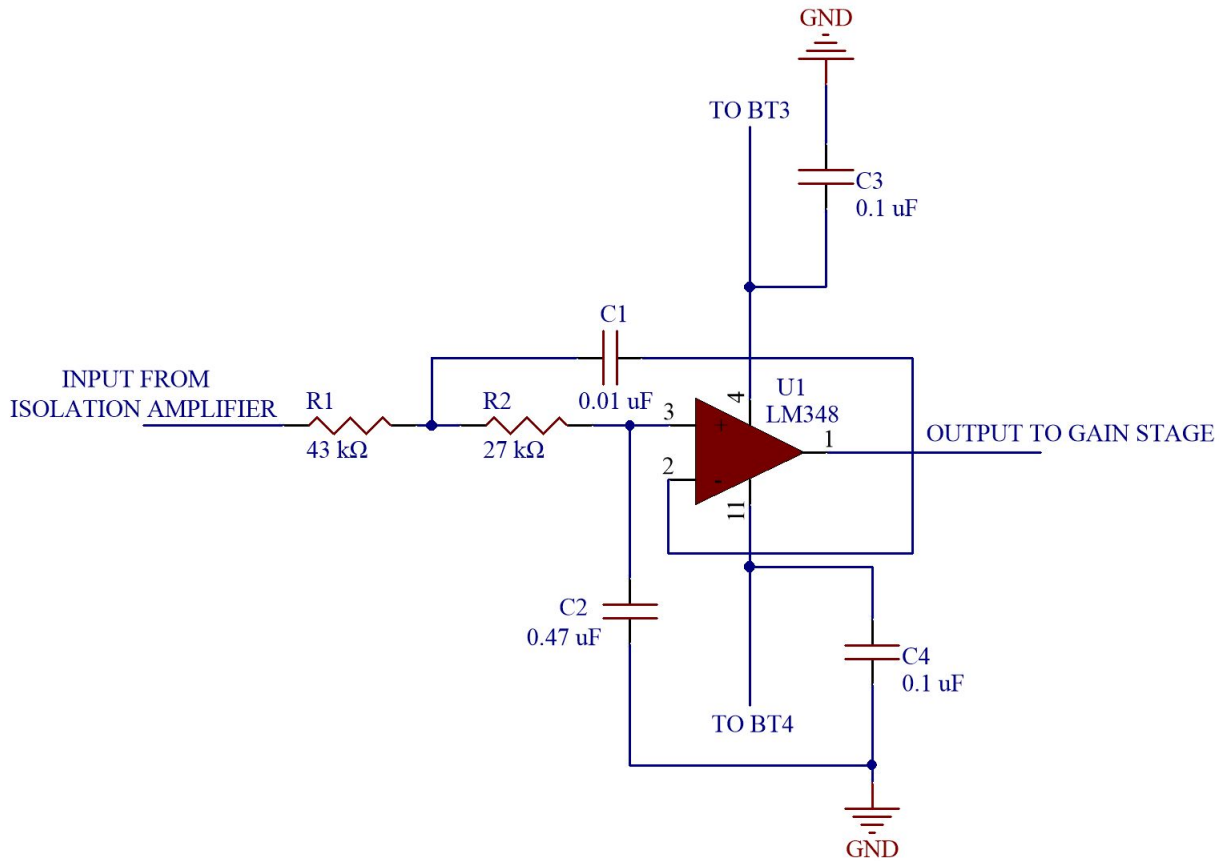 GND
TO BT3
C3
0.1 uF
C1
0.01 uF
INPUT FROM
ISOLATION AMPLIFIER
R1
43 kΩ
R2
27 kΩ
3
+
2
-
4
U1
LM348
1
11
OUTPUT TO GAIN STAGE
C2
0.47 uF
C4
0.1 uF
TO BT4
GND